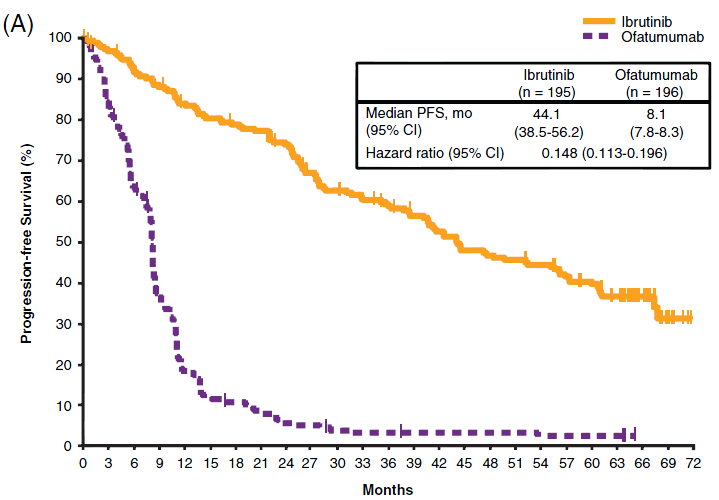 (A)
Ibrutinib
Ofatumumab
Ibrutinib Ofatumumab
(n = 195) (n = 196)
Median PFS, mo 44.1 8.1
(95% CI) (38.5-56.2) (7.8-8.3)
Hazard ratio (95% CI) 0.148 (0.113-0.196)
Progression-free Survival (%)
100
90
80
70
60
50
40
30
20
10
0
0 3 6 9 12 15 18 21 24 27 30 33 36 39 42 45 48 51 54 57 60 63 66 69 72
Months